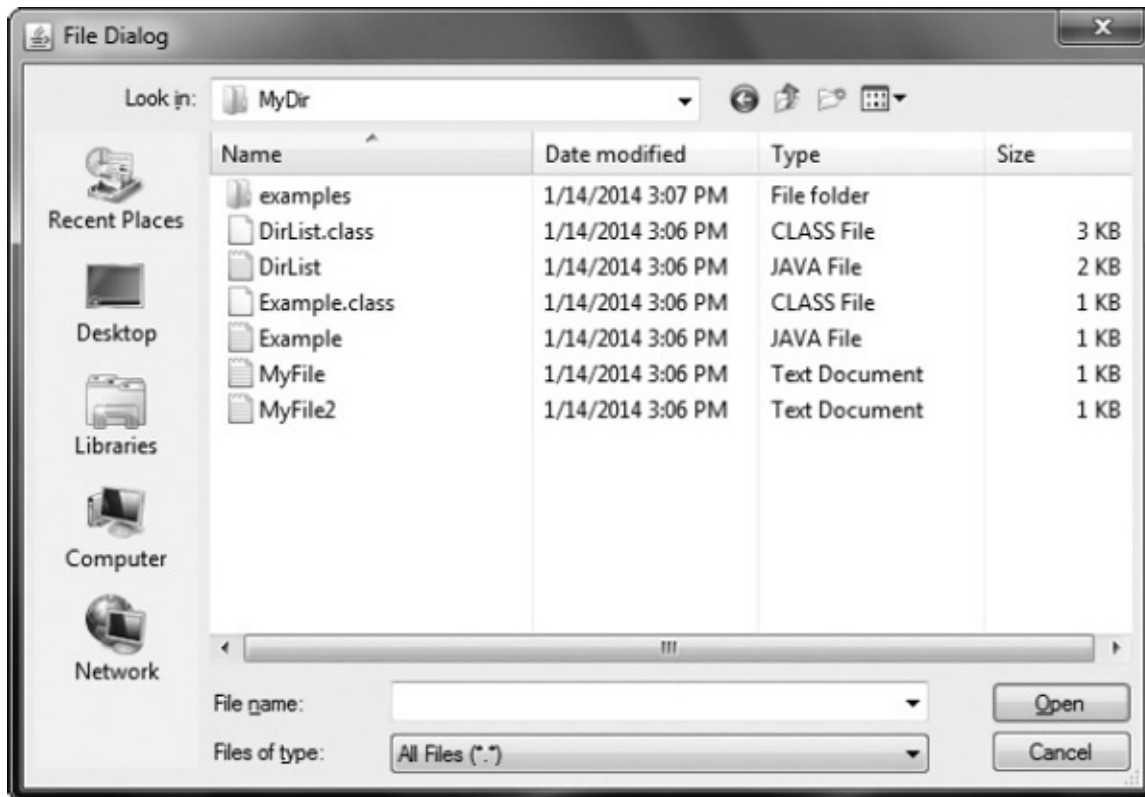 File Dialog
Look in: MyDir
Name Date modified Type Size
examples 1/14/2014 3:07 PM File folder
DirList.class 1/14/2014 3:06 PM CLASS File 3 KB
DirList 1/14/2014 3:06 PM JAVA File 2 KB
Example.class 1/14/2014 3:06 PM CLASS File 1 KB
Example 1/14/2014 3:06 PM JAVA File 1 KB
MyFile 1/14/2014 3:06 PM Text Document 1 KB
MyFile2 1/14/2014 3:06 PM Text Document 1 KB
Recent Places
Desktop
Libraries
Computer
Network
File name: Open
Files of type: All Files (*.*) Cancel